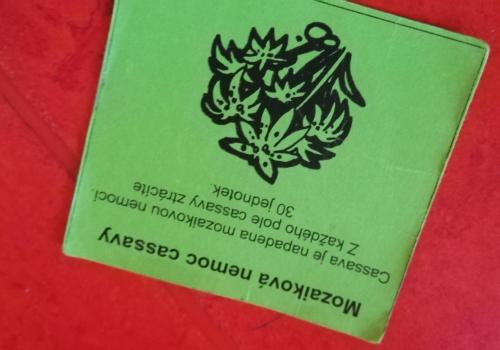 Mozaiková nemoc cassavy
Cassava je napadena mozaikovou nemocí.
Z každého pole cassavy ztrácíte
30 jednotek.